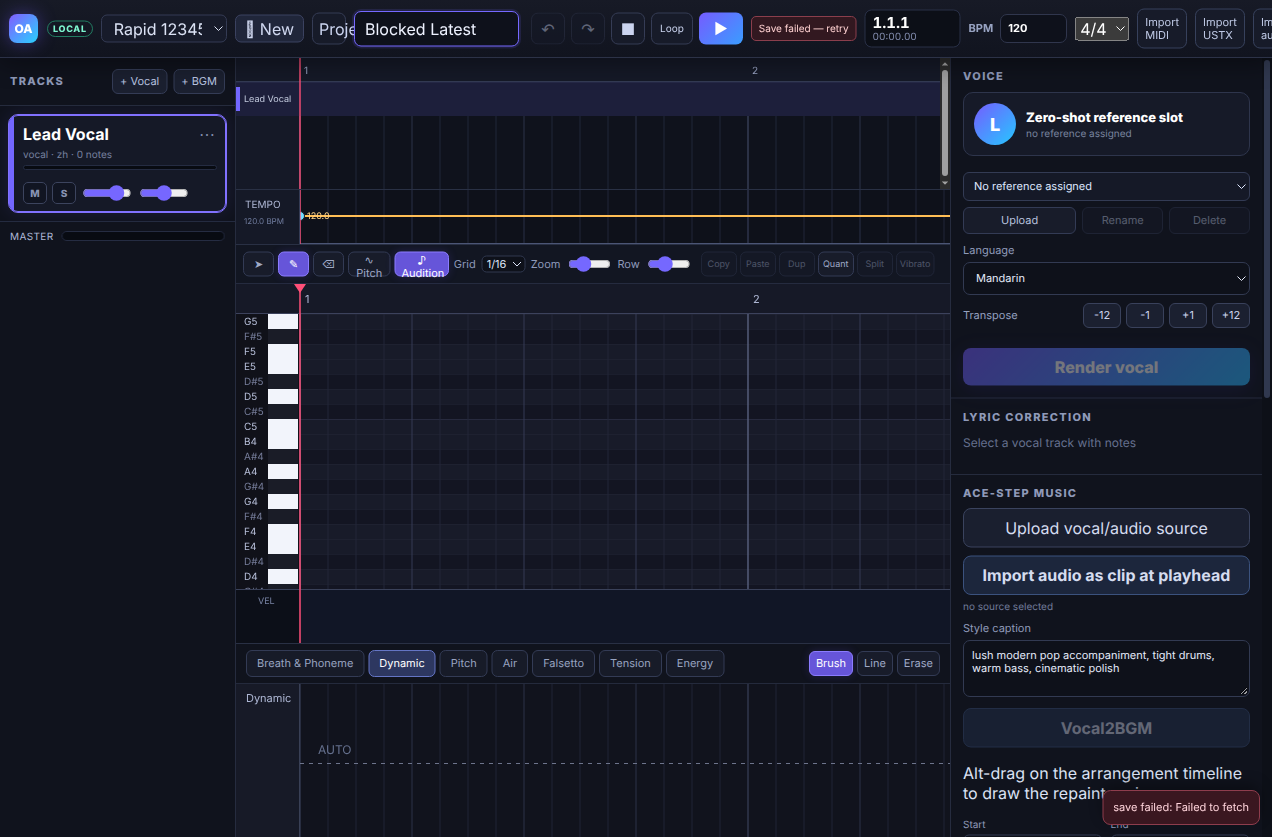 OA
LOCAL
Rapid 12345
New
Proje
Blocked Latest
Loop
Save failed — retry
1.1.1
00:00.00
BPM
120
4/4
Import
MIDI
Import
USTX
TRACKS
+ Vocal
+ BGM
Lead Vocal
···
vocal · zh · 0 notes
M
S
MASTER
1
2
Lead Vocal
TEMPO
120.0 BPM
120.0
Pitch
Audition
Grid
1/16
Zoom
Row
Copy
Paste
Dup
Quant
Split
Vibrato
1
2
G5
F#5
F5
E5
D#5
D5
C#5
C5
B4
A#4
A4
G#4
G4
F#4
F4
E4
D#4
D4
VEL
Breath & Phoneme
Dynamic
Pitch
Air
Falsetto
Tension
Energy
Brush
Line
Erase
Dynamic
AUTO
VOICE
L
Zero-shot reference slot
no reference assigned
No reference assigned
Upload
Rename
Delete
Language
Mandarin
Transpose
-12
-1
+1
+12
Render vocal
LYRIC CORRECTION
Select a vocal track with notes
ACE-STEP MUSIC
Upload vocal/audio source
Import audio as clip at playhead
no source selected
Style caption
lush modern pop accompaniment, tight drums,
warm bass, cinematic polish
Vocal2BGM
Alt-drag on the arrangement timeline
to draw the repaint
save failed: Failed to fetch
Start
End